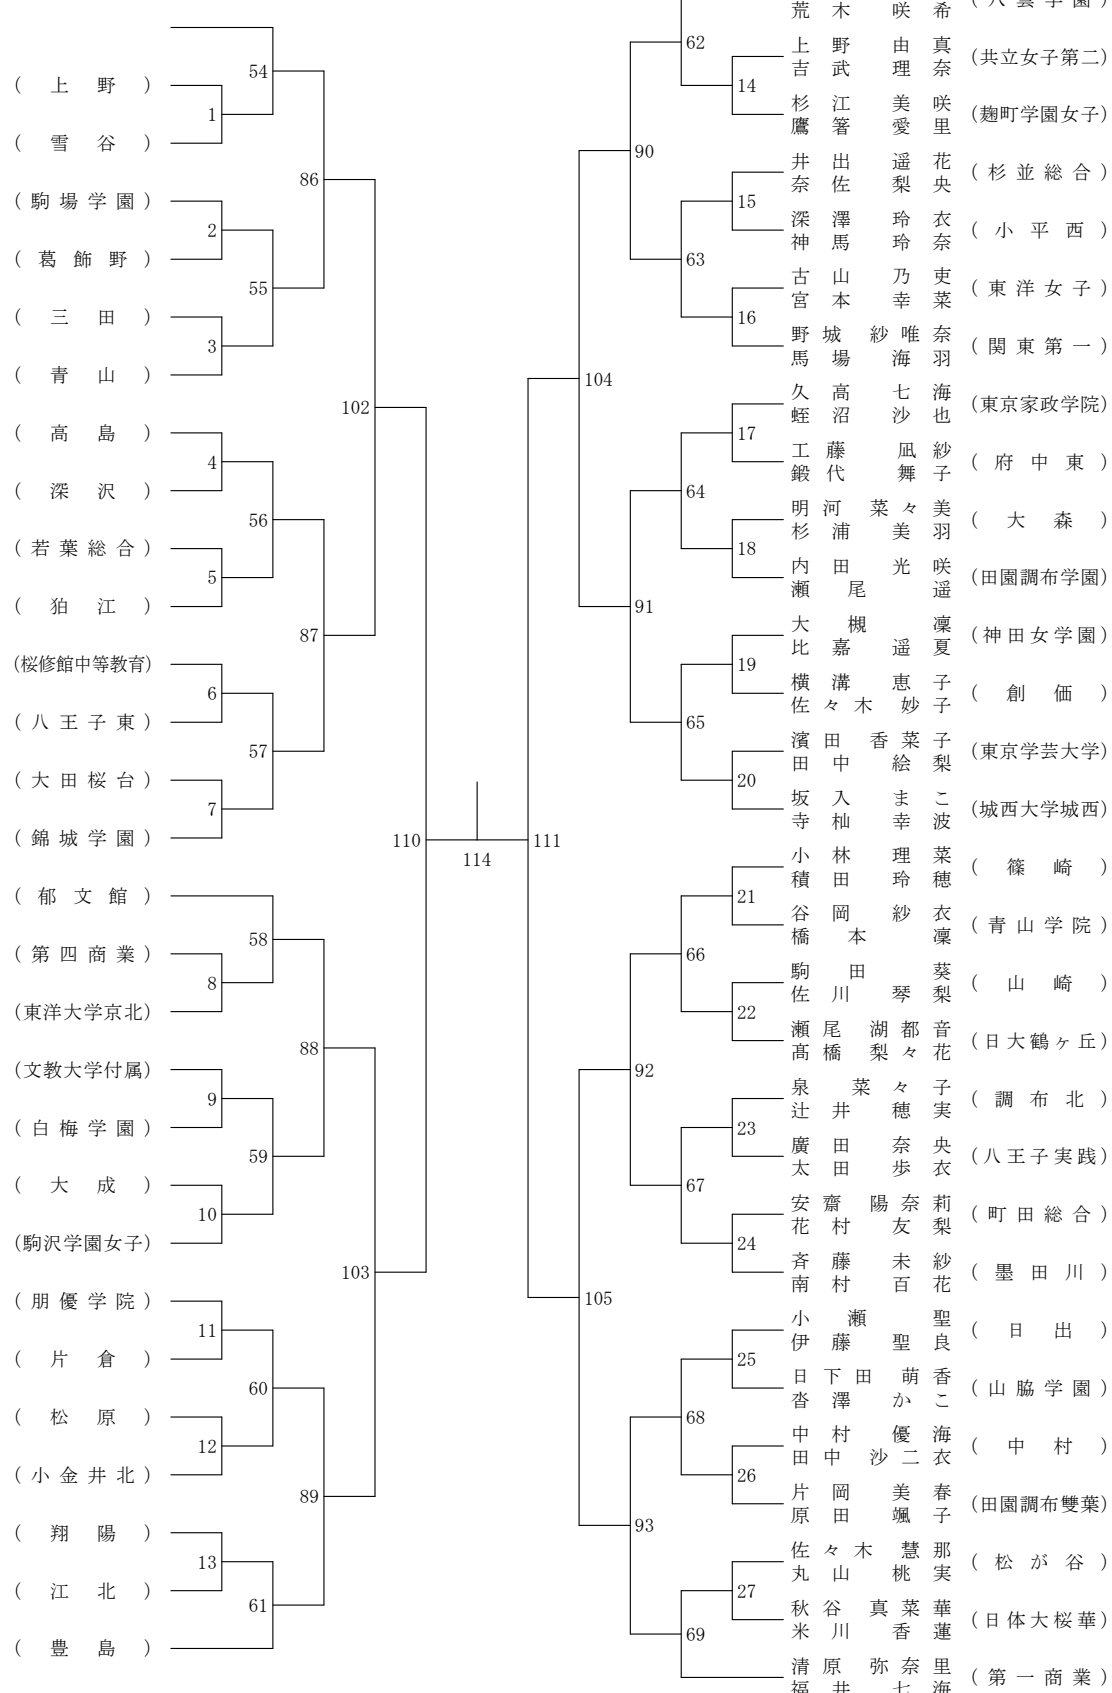 54
( 上 野 )
1
( 雪 谷 )
86
( 駒 場 学 園 )
2
( 葛 飾 野 )
55
( 三 田 )
3
( 青 山 )
102
( 高 島 )
4
( 深 沢 )
56
( 若 葉 総 合 )
5
( 狛 江 )
87
(桜修館中等教育)
6
( 八 王 子 東 )
57
( 大 田 桜 台 )
7
( 錦 城 学 園 )
110
114
111
( 郁 文 館 )
58
( 第 四 商 業 )
8
(東洋大学京北)
88
(文教大学付属)
9
( 白 梅 学 園 )
59
( 大 成 )
10
(駒沢学園女子)
103
( 朋 優 学 院 )
11
( 片 倉 )
60
( 松 原 )
12
( 小 金 井 北 )
89
( 翔 陽 )
13
( 江 北 )
61
( 豊 島 )
荒 木 咲 希
62
上 野 由 真 (共立女子第二)
吉 武 理 奈
14
杉 江 美 咲 (麹町学園女子)
鷹 箸 愛 里
90
井 出 遥 花 ( 杉 並 総 合 )
奈 佐 梨 央
15
深 澤 玲 衣 ( 小 平 西 )
神 馬 玲 奈
63
古 山 乃 吏 ( 東 洋 女 子 )
宮 本 幸 菜
16
野 城 紗 唯 奈 ( 関 東 第 一 )
馬 場 海 羽
104
久 高 七 海 (東京家政学院)
蛭 沼 沙 也
17
工 藤 凪 紗 ( 府 中 東 )
鍛 代 舞 子
64
明 河 菜 々 美 ( 大 森 )
杉 浦 美 羽
18
内 田 光 咲 (田園調布学園)
瀬 尾 遥
91
大 槻 凜 ( 神 田 女 学 園 )
比 嘉 遥 夏
19
横 溝 恵 子 ( 創 価 )
佐 々 木 妙 子
65
濱 田 香 菜 子 (東京学芸大学)
田 中 絵 梨
20
坂 入 ま こ (城西大学城西)
寺 杣 幸 波
小 林 理 菜 ( 篠 崎 )
積 田 玲 穂
21
谷 岡 紗 衣 ( 青 山 学 院 )
橋 本 凜
66
駒 田 葵 ( 山 崎 )
佐 川 琴 梨
22
瀬 尾 湖 都 音 ( 日 大 鶴 ヶ 丘 )
髙 橋 梨 々 花
92
泉 菜 々 子 ( 調 布 北 )
辻 井 穂 実
23
廣 田 奈 央 ( 八 王 子 実 践 )
太 田 歩 衣
67
安 齋 陽 奈 莉 ( 町 田 総 合 )
花 村 友 梨
24
斉 藤 未 紗 ( 墨 田 川 )
南 村 百 花
105
小 瀬 聖 ( 日 出 )
伊 藤 聖 良
25
日 下 田 萌 香 ( 山 脇 学 園 )
沓 澤 か こ
68
中 村 優 海 ( 中 村 )
田 中 沙 二 衣
26
片 岡 美 春 (田園調布雙葉)
原 田 颯 子
93
佐 々 木 慧 那 ( 松 が 谷 )
丸 山 桃 実
27
秋 谷 真 菜 華 ( 日 体 大 桜 華 )
米 川 香 蓮
69
清 原 弥 奈 里 ( 第 一 商 業 )
福 井 七 海